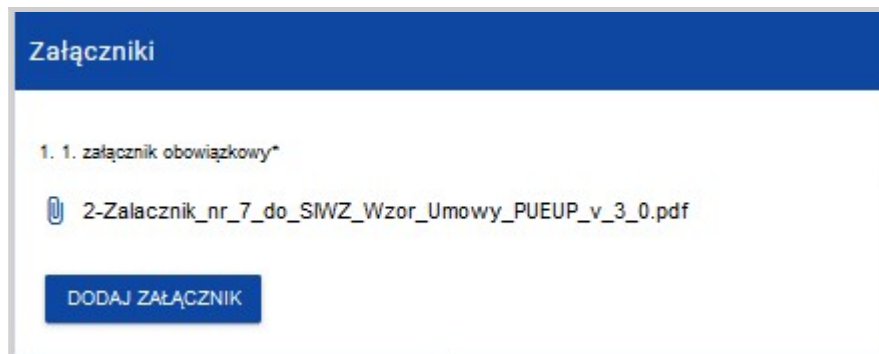 Załączniki
1. 1. załącznik obowiązkowy*
2-Zalacznik_nr_7_do_SIWZ_Wzor_Umowy_PUEUP_v_3_0.pdf
DODAJ ZAŁĄCZNIK